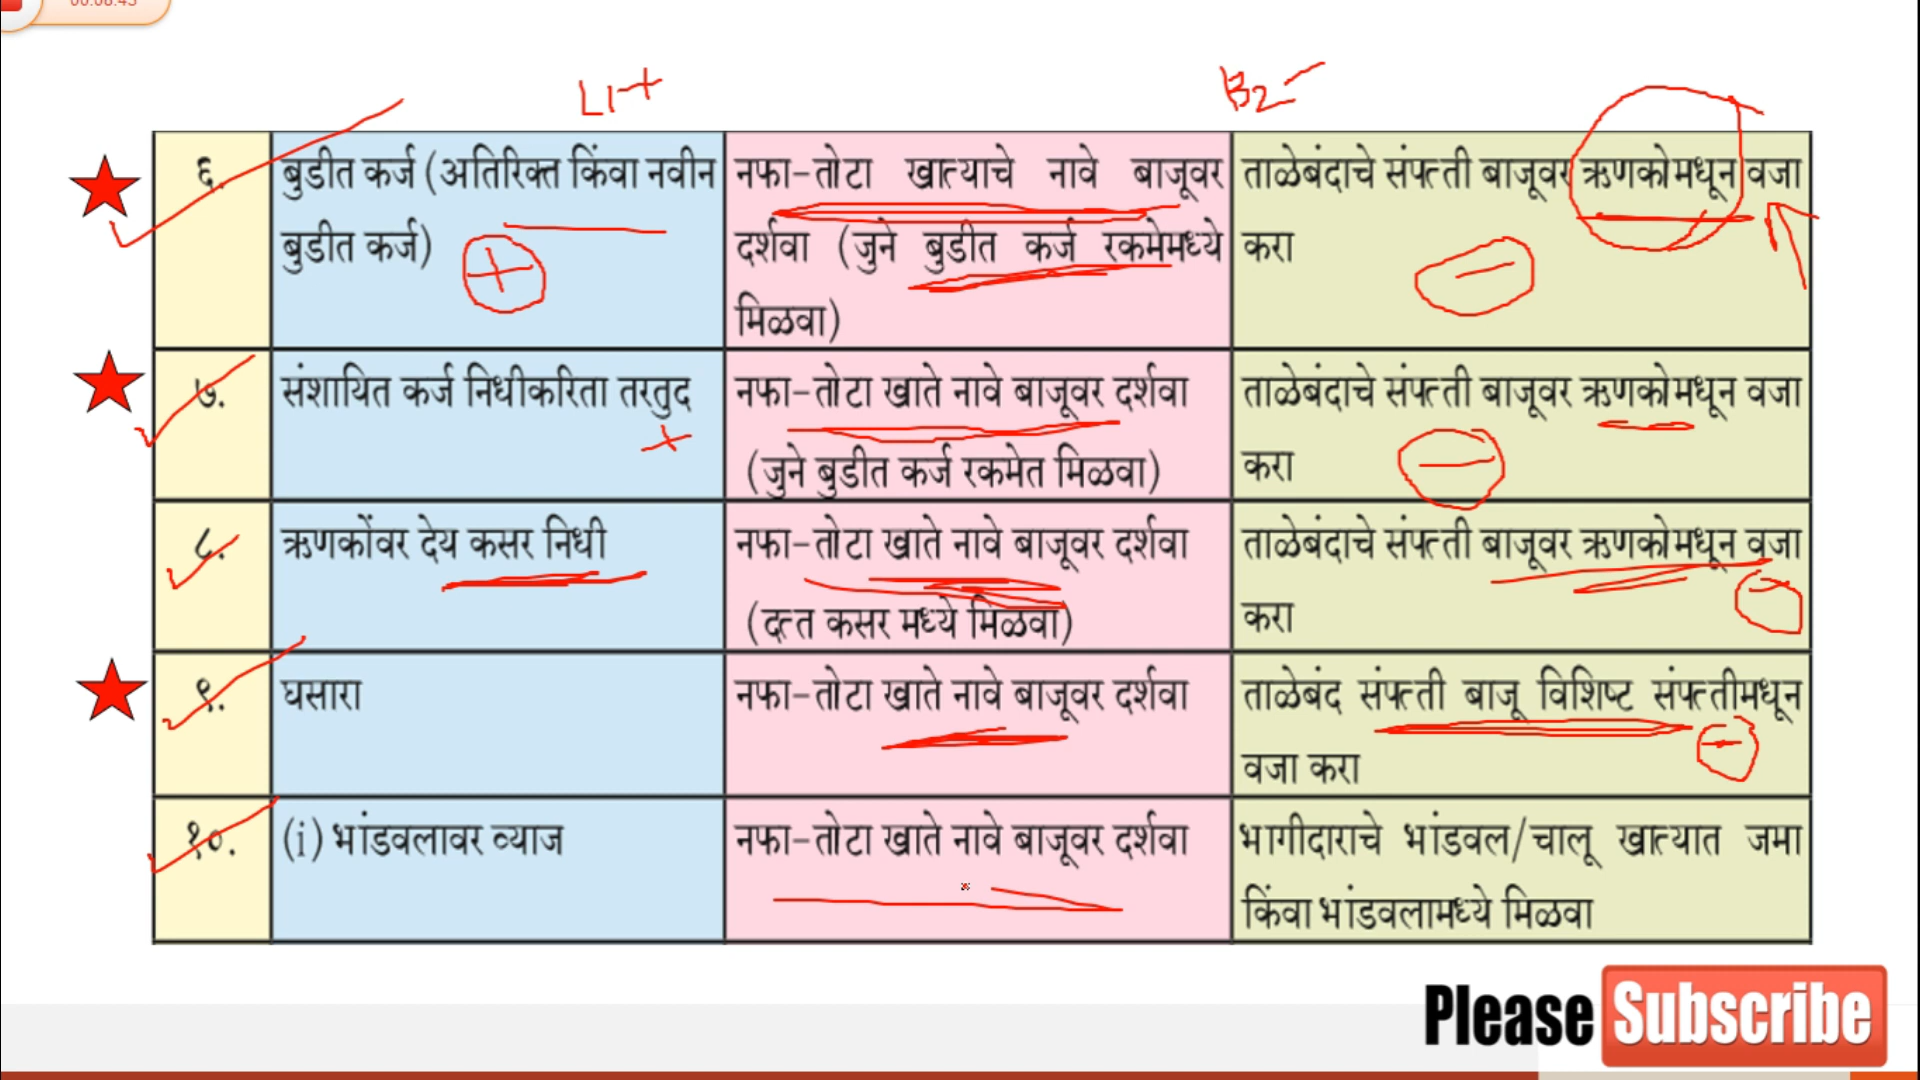 L1+
B2-
६. बुडीत कर्ज (अतिरिक्त किंवा नवीन
बुडीत कर्ज)
नफा-तोटा खात्याचे नावे बाजूवर
दर्शवा (जुने बुडीत कर्ज रकमेमध्ये
मिळवा)
ताळेबंदाचे संपत्ती बाजूवर ऋणकोमधून वजा
करा
७. संशायित कर्ज निधीकरिता तरतुद
नफा-तोटा खाते नावे बाजूवर दर्शवा
(जुने बुडीत कर्ज रकमेत मिळवा)
ताळेबंदाचे संपत्ती बाजूवर ऋणकोमधून वजा
करा
८. ऋणकोंवर देय कसर निधी
नफा-तोटा खाते नावे बाजूवर दर्शवा
(दत्त कसर मध्ये मिळवा)
ताळेबंदाचे संपत्ती बाजूवर ऋणकोमधून वजा
करा
९. घसारा
नफा-तोटा खाते नावे बाजूवर दर्शवा
ताळेबंद संपत्ती बाजू विशिष्ट संपत्तीमधून
वजा करा
१०. (i) भांडवलावर व्याज
नफा-तोटा खाते नावे बाजूवर दर्शवा
भागीदाराचे भांडवल/चालू खात्यात जमा
किंवा भांडवलामध्ये मिळवा
Please Subscribe